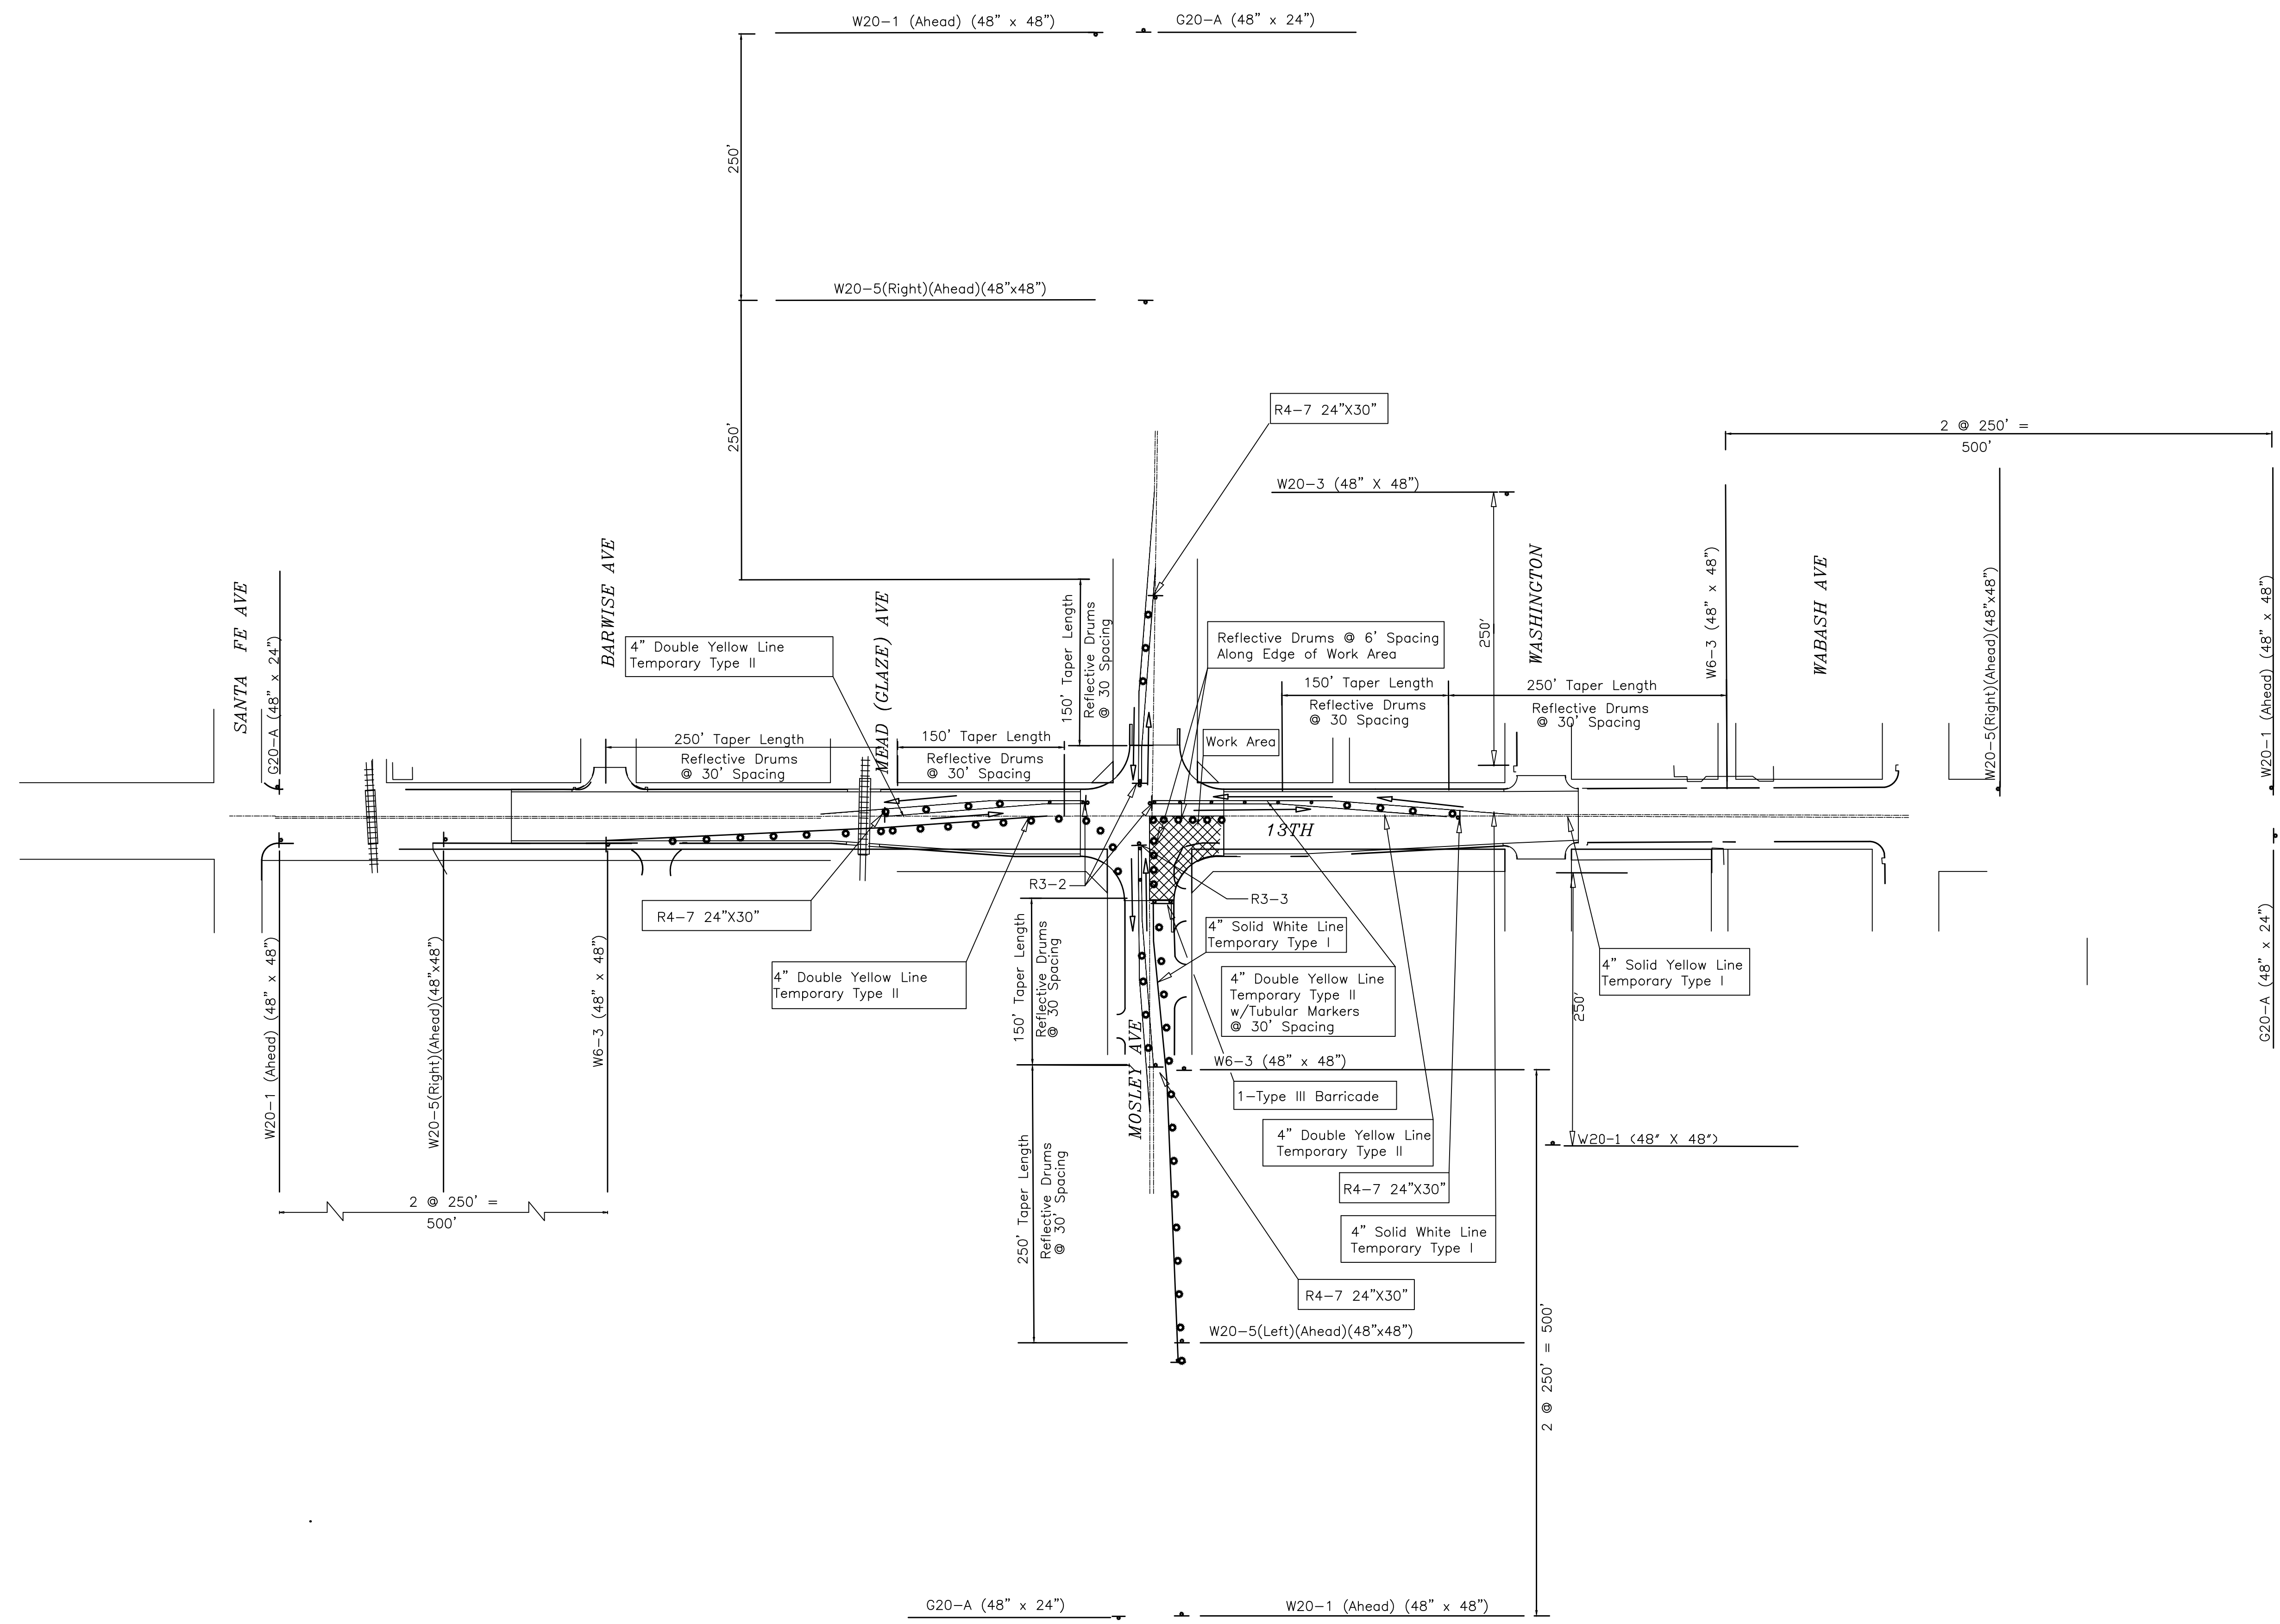 W20-1 (Ahead) (48" x 48")
G20-A (48" x 24")
250'
W20-5(Right)(Ahead)(48"x48")
250'
R4-7 24"X30"
2 @ 250' =
500'
W20-3 (48" X 48")
250'
SANTA FE AVE
G20-A (48" x 24")
BARWISE AVE
4" Double Yellow Line
Temporary Type II
MEAD (GLAZE) AVE
150' Taper Length
Reflective Drums
@ 30 Spacing
Reflective Drums @ 6' Spacing
Along Edge of Work Area
WASHINGTON
W6-3 (48" x 48")
WABASH AVE
W20-5(Right)(Ahead)(48"x48")
W20-1 (Ahead) (48" x 48")
150' Taper Length
Reflective Drums
@ 30 Spacing
250' Taper Length
Reflective Drums
@ 30' Spacing
250' Taper Length
Reflective Drums
@ 30' Spacing
150' Taper Length
Reflective Drums
@ 30' Spacing
Work Area
13TH
R3-2
R3-3
R4-7 24"X30"
4" Solid White Line
Temporary Type I
4" Double Yellow Line
Temporary Type II
4" Double Yellow Line
Temporary Type II
w/Tubular Markers
@ 30' Spacing
4" Solid Yellow Line
Temporary Type I
250'
G20-A (48" x 24")
W20-1 (Ahead) (48" x 48")
W20-5(Right)(Ahead)(48"x48")
W6-3 (48" x 48")
150' Taper Length
Reflective Drums
@ 30 Spacing
MOSLEY AVE
W6-3 (48" x 48")
1-Type III Barricade
4" Double Yellow Line
Temporary Type II
W20-1 (48" X 48")
R4-7 24"X30"
2 @ 250' =
500'
250' Taper Length
Reflective Drums
@ 30' Spacing
4" Solid White Line
Temporary Type I
R4-7 24"X30"
W20-5(Left)(Ahead)(48"x48")
2 @ 250' = 500'
G20-A (48" x 24")
W20-1 (Ahead) (48" x 48")